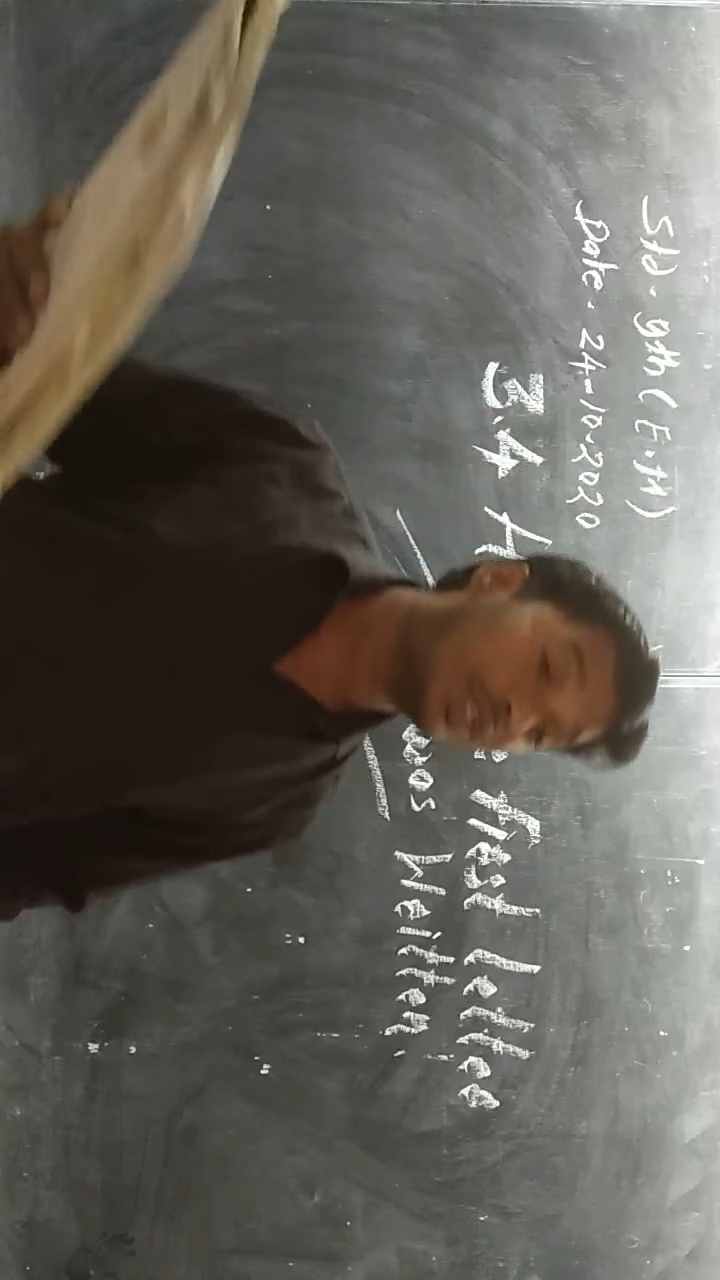 Std. 9th (E.M)
Date. 24-10-2020
3.4 H first letter
was Written.